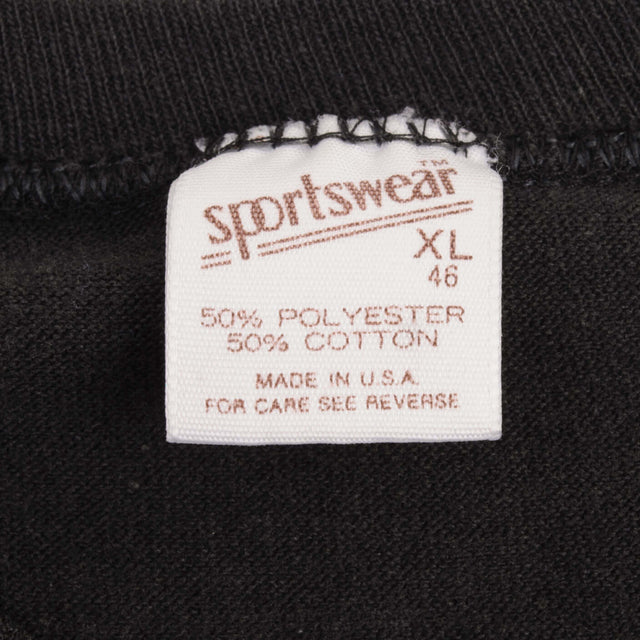 sportswear™
XL
46
50% POLYESTER
50% COTTON
MADE IN U.S.A.
FOR CARE SEE REVERSE